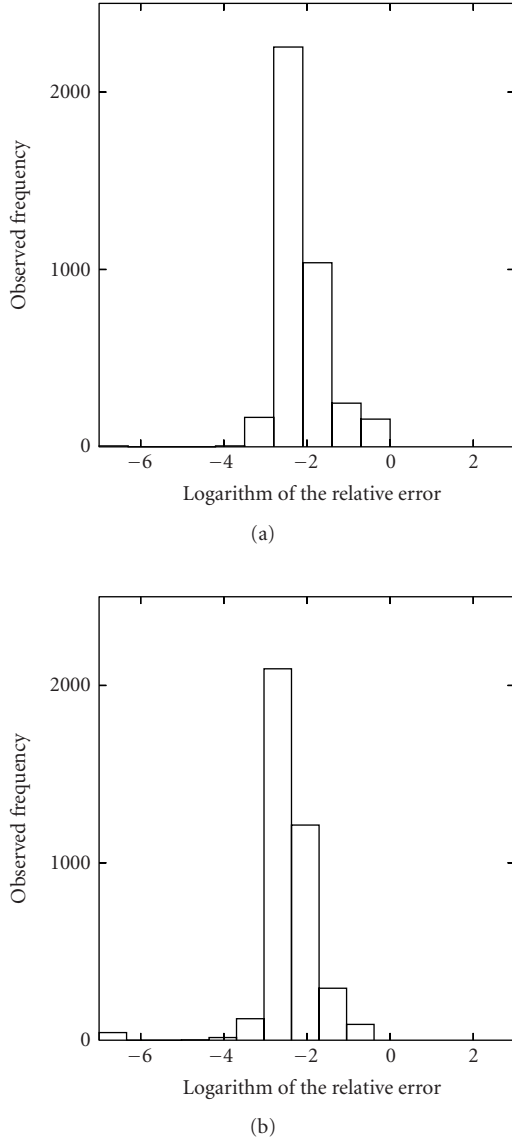 2000
1000
0
Observed frequency
−6 −4 −2 0 2
Logarithm of the relative error
(a)
2000
1000
0
Observed frequency
−6 −4 −2 0 2
Logarithm of the relative error
(b)